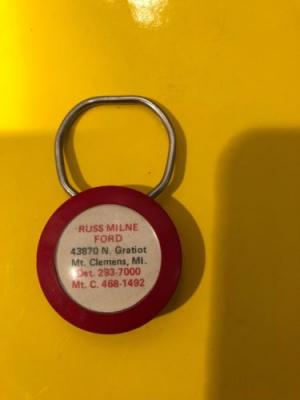 RUSS MILNE
FORD
43870 N. Gratiot
Mt. Clemens, MI.
Det. 293-7000
Mt. C. 468-1492